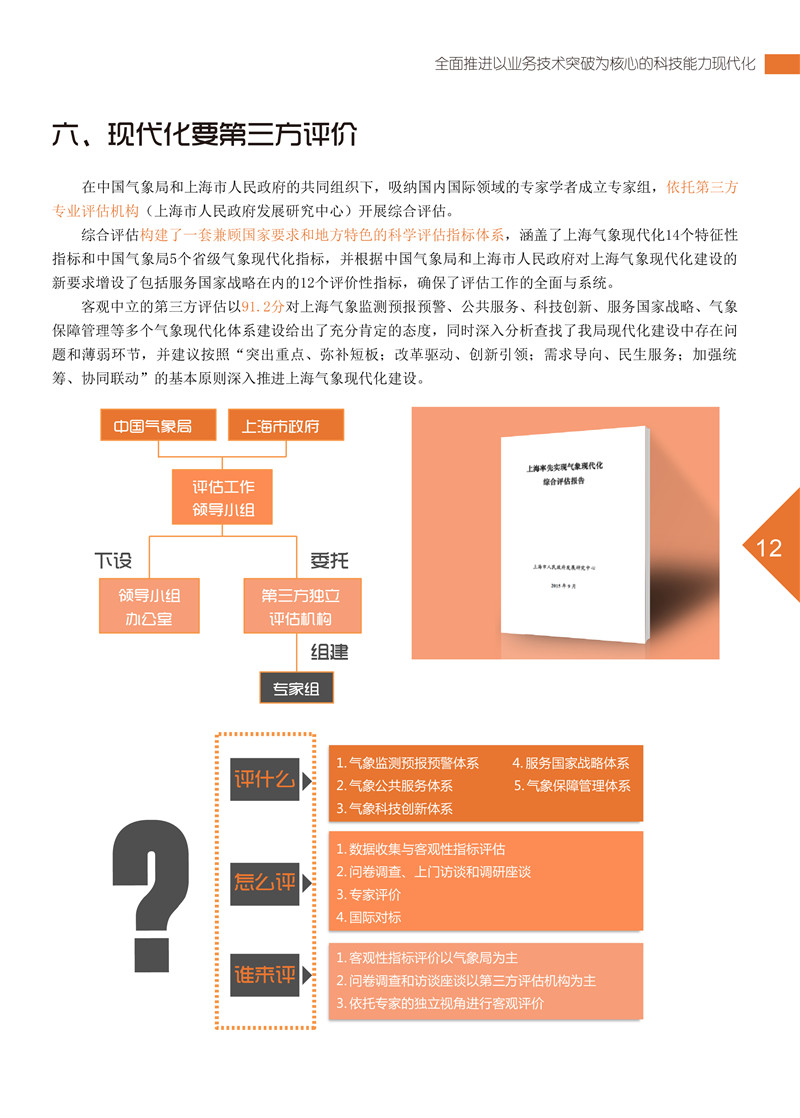 全面推进以业务技术突破为核心的科技能力现代化
六、现代化要第三方评价
在中国气象局和上海市人民政府的共同组织下，吸纳国内国际领域的专家学者成立专家组，依托第三方
专业评估机构（上海市人民政府发展研究中心）开展综合评估。
综合评估构建了一套兼顾国家要求和地方特色的科学评估指标体系，涵盖了上海气象现代化14个特征性
指标和中国气象局5个省级气象现代化指标，并根据中国气象局和上海市人民政府对上海气象现代化建设的
新要求增设了包括服务国家战略在内的12个评价性指标，确保了评估工作的全面与系统。
客观中立的第三方评估以91.2分对上海气象监测预报预警、公共服务、科技创新、服务国家战略、气象
保障管理等多个气象现代化体系建设给出了充分肯定的态度，同时深入分析查找了我局现代化建设中存在问
题和薄弱环节，并建议按照“突出重点、弥补短板；改革驱动、创新引领；需求导向、民生服务；加强统
筹、协同联动”的基本原则深入推进上海气象现代化建设。
中国气象局
上海市政府
评估工作
领导小组
下设
委托
领导小组
办公室
第三方独立
评估机构
组建
专家组
上海率先实现气象现代化
综合评估报告
上海市人民政府发展研究中心
2015年9月
12
?
评什么
1. 气象监测预报预警体系
2. 气象公共服务体系
3. 气象科技创新体系
4. 服务国家战略体系
5. 气象保障管理体系
怎么评
1. 数据收集与客观性指标评估
2. 问卷调查、上门访谈和调研座谈
3. 专家评价
4. 国际对标
谁来评
1. 客观性指标评价以气象局为主
2. 问卷调查和访谈座谈以第三方评估机构为主
3. 依托专家的独立视角进行客观评价